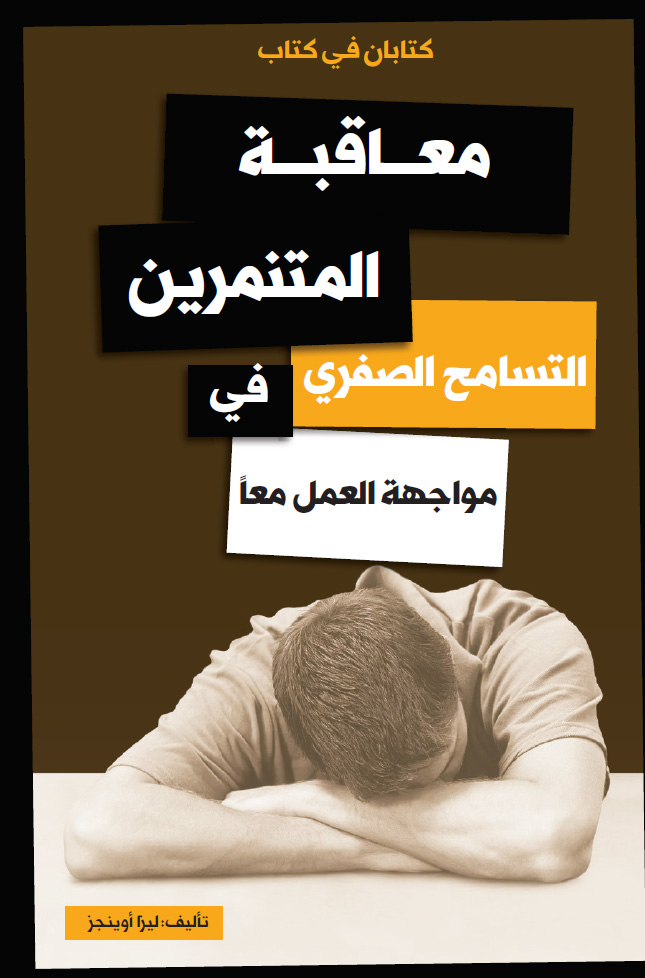 كتابان في كتاب
معـاقبـة
المتنمرين
التسامح الصفري
في
مواجهة العمل معاً
تأليف: ليزا أوينجز